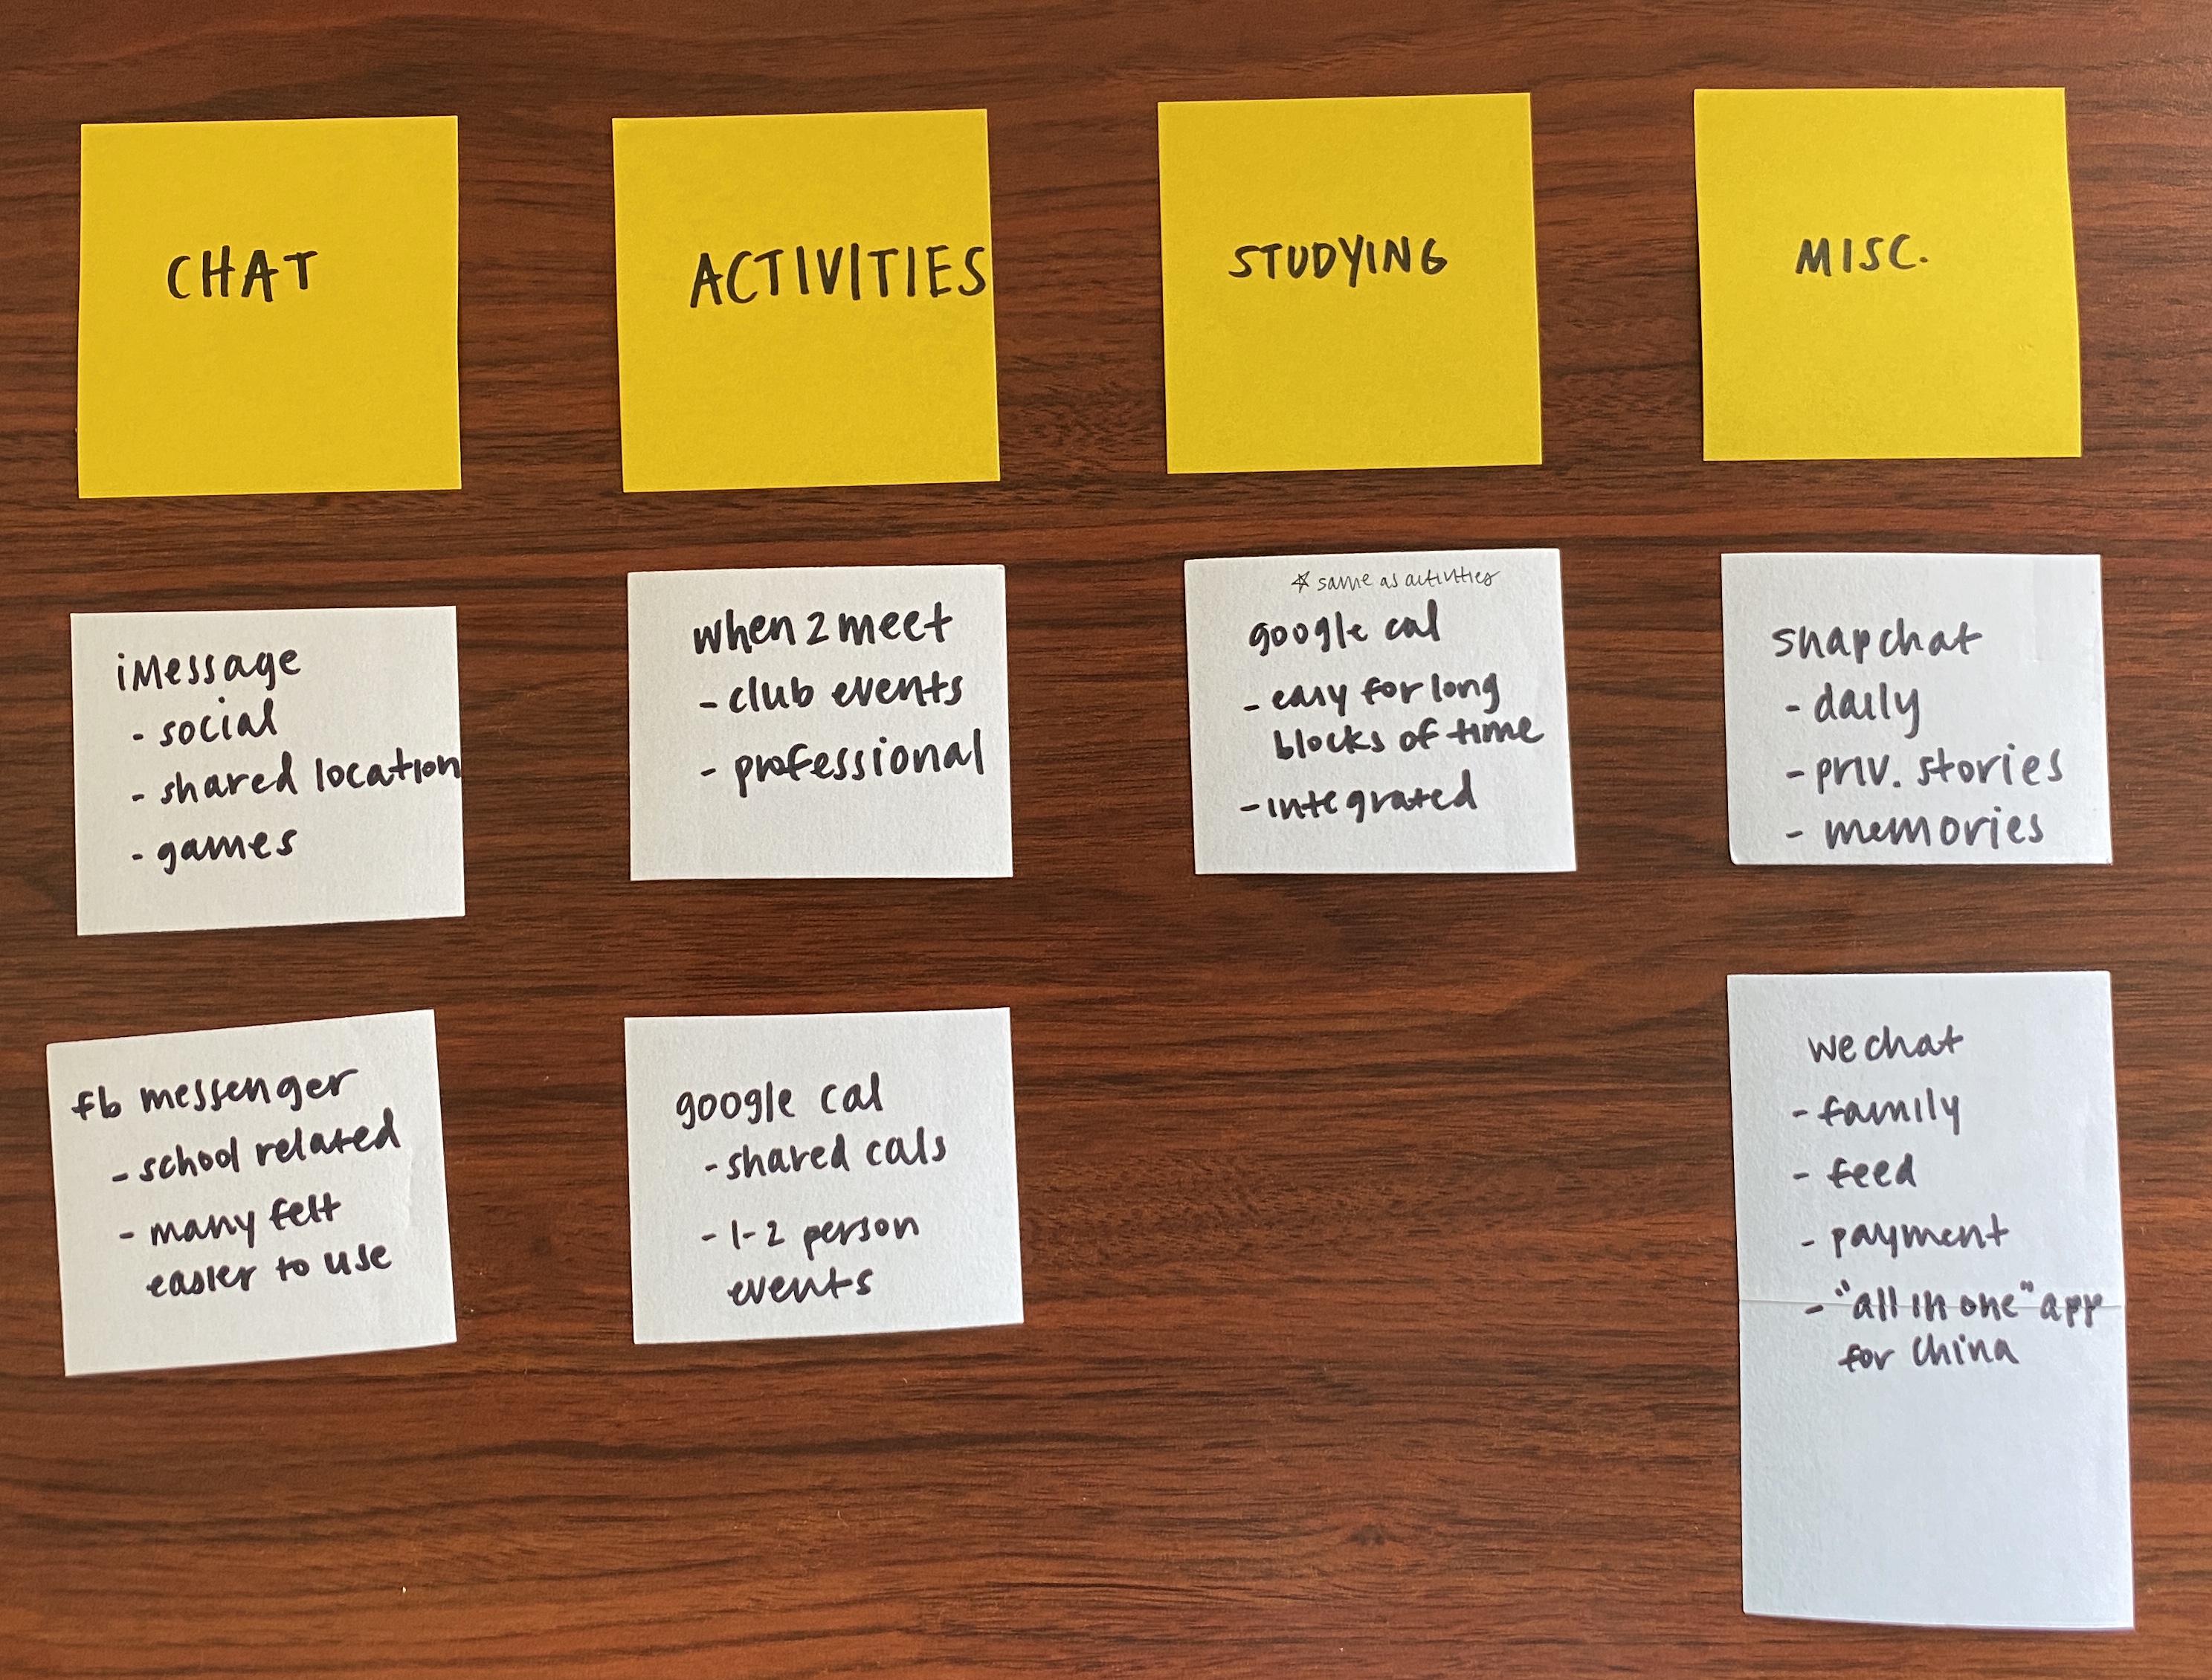 CHAT
ACTIVITIES
STUDYING
MISC.
iMessage
- social
- shared location
- games
when2meet
- club events
- professional
☆ same as activities
google cal
- easy for long
blocks of time
- integrated
snapchat
- daily
- priv. stories
- memories
fb messenger
- school related
- many felt
easier to use
google cal
- shared cals
- 1-2 person
events
wechat
- family
- feed
- payment
- "all in one" app
for China